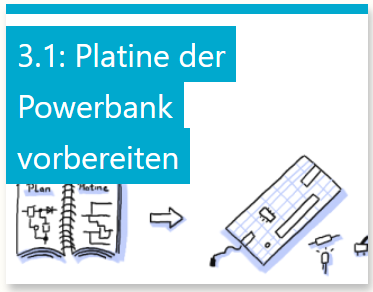 3.1: Platine der
Powerbank
vorbereiten
Plan Platine